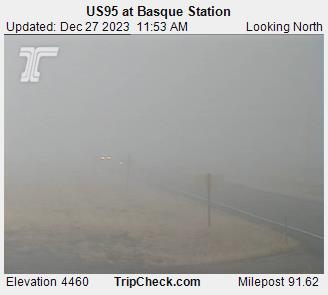 US95 at Basque Station
Updated: Dec 27 2023 11:53 AM Looking North
Elevation 4460 TripCheck.com Milepost 91.62